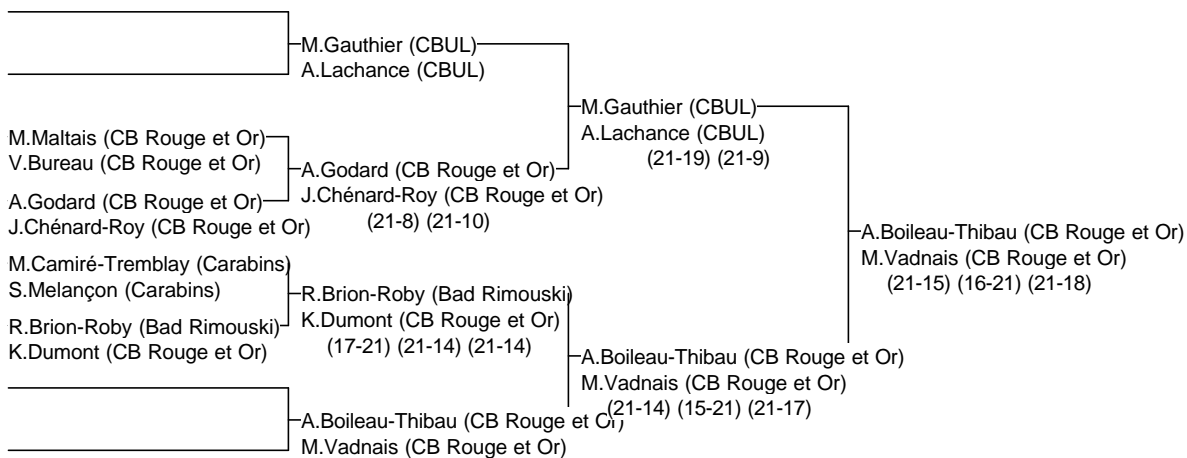 M.Gauthier (CBUL)
A.Lachance (CBUL)
M.Gauthier (CBUL)
A.Lachance (CBUL)
(21-19) (21-9)
M.Maltais (CB Rouge et Or)
V.Bureau (CB Rouge et Or)
A.Godard (CB Rouge et Or)
J.Chénard-Roy (CB Rouge et Or)
(21-8) (21-10)
A.Godard (CB Rouge et Or)
J.Chénard-Roy (CB Rouge et Or)
A.Boileau-Thibau (CB Rouge et Or)
M.Vadnais (CB Rouge et Or)
(21-15) (16-21) (21-18)
M.Camiré-Tremblay (Carabins)
S.Melançon (Carabins)
R.Brion-Roby (Bad Rimouski)
K.Dumont (CB Rouge et Or)
(17-21) (21-14) (21-14)
R.Brion-Roby (Bad Rimouski)
K.Dumont (CB Rouge et Or)
A.Boileau-Thibau (CB Rouge et Or)
M.Vadnais (CB Rouge et Or)
(21-14) (15-21) (21-17)
A.Boileau-Thibau (CB Rouge et Or)
M.Vadnais (CB Rouge et Or)